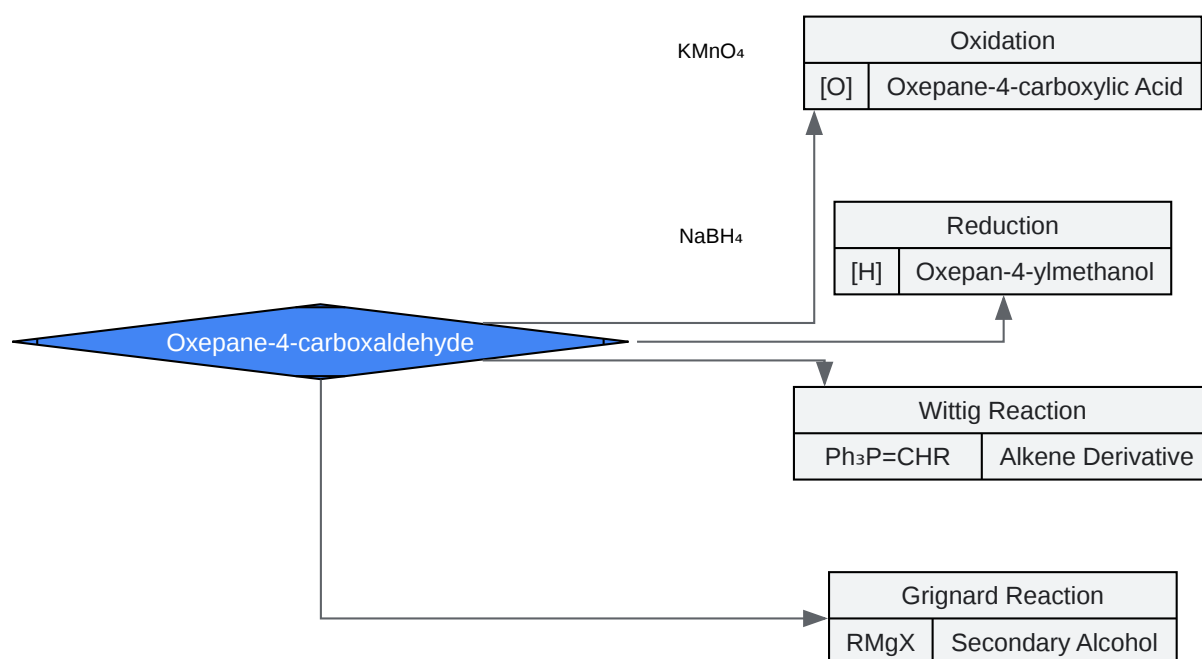 KMnO₄
Oxidation
[O] Oxepane-4-carboxylic Acid
NaBH₄
Reduction
[H] Oxepan-4-ylmethanol
Oxepane-4-carboxaldehyde
Wittig Reaction
Ph₃P=CHR Alkene Derivative
Grignard Reaction
RMgX Secondary Alcohol